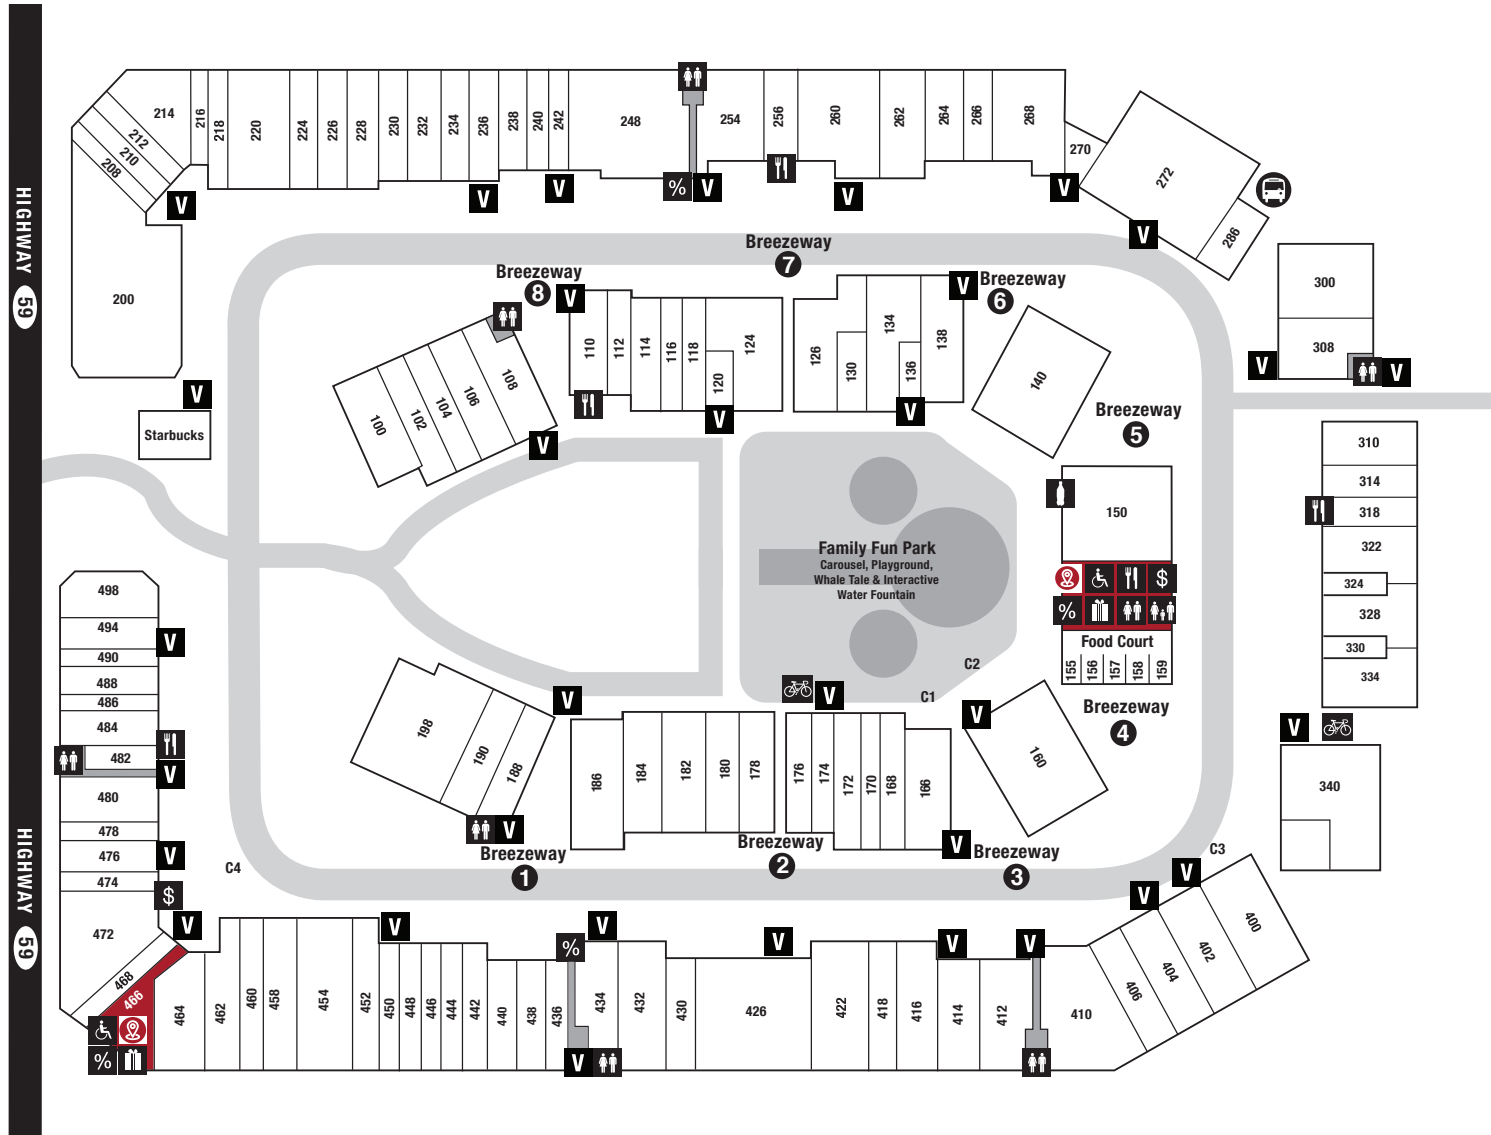 HIGHWAY 59
HIGHWAY 59
214
216
218
220
224
226
228
230
232
234
236
238
240
242
248
254
256
260
262
264
266
268
270
272
286
212
210
208
200
V
V
V
%
V
V
V
V
Breezeway
7
Breezeway
8
V
Breezeway
6
V
110
112
114
116
118
120
124
126
130
134
136
138
140
100
102
104
106
108
V
V
V
V
Starbucks
300
308
V
V
Breezeway
5
310
314
318
322
324
328
330
334
150
$
%
Food Court
155
156
157
158
159
Breezeway
4
Family Fun Park
Carousel, Playground,
Whale Tale & Interactive
Water Fountain
C2
C1
V
V
V
160
V
340
498
494
490
488
486
484
482
480
478
476
474
472
468
466
V
V
V
$
V
%
198
190
188
V
Breezeway
1
186
184
182
180
178
176
174
172
170
168
166
Breezeway
2
V
Breezeway
3
C4
C3
V
V
464
462
460
458
454
452
450
448
446
444
442
440
438
436
434
432
430
426
422
418
416
414
412
410
406
404
402
400
V
%
V
V
V
V
V